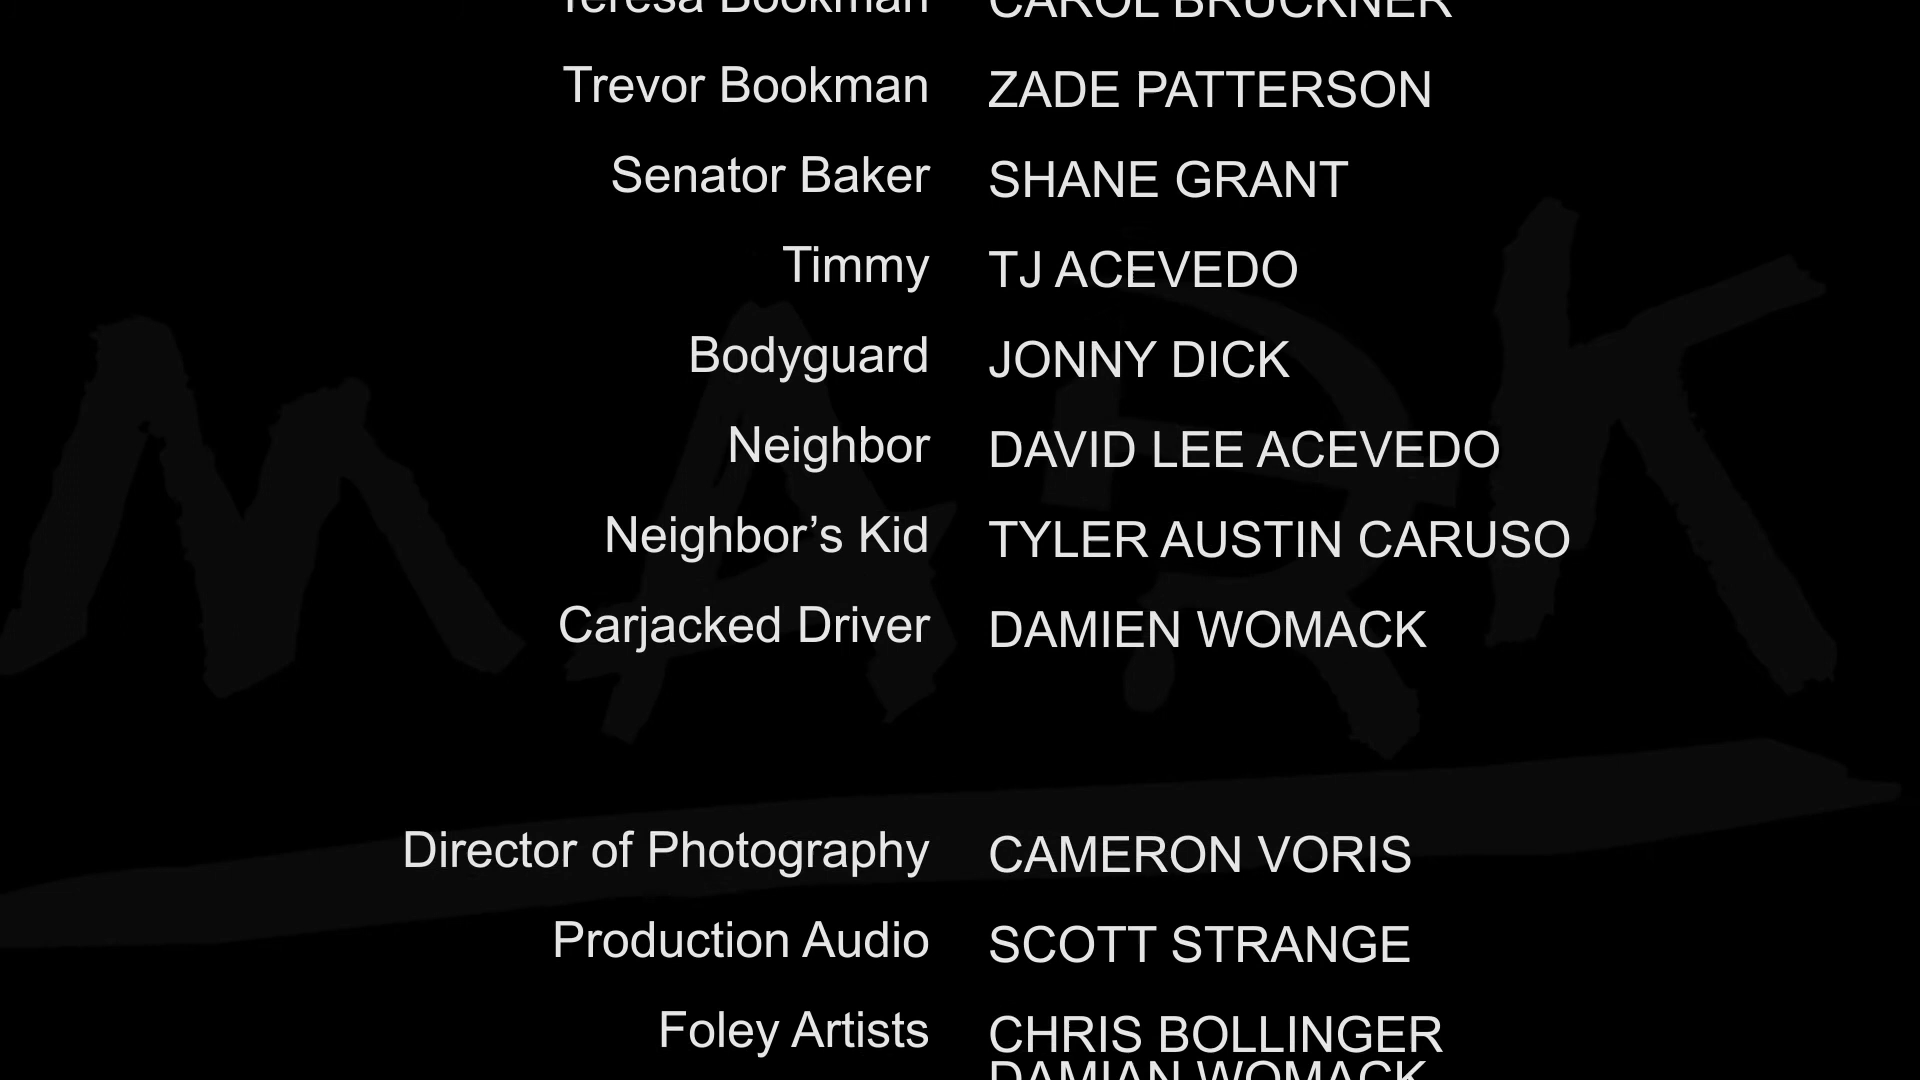 Teresa Bookman CAROL BRUCKNER
Trevor Bookman ZADE PATTERSON
Senator Baker SHANE GRANT
Timmy TJ ACEVEDO
Bodyguard JONNY DICK
Neighbor DAVID LEE ACEVEDO
Neighbor’s Kid TYLER AUSTIN CARUSO
Carjacked Driver DAMIEN WOMACK
MARK
Director of Photography CAMERON VORIS
Production Audio SCOTT STRANGE
Foley Artists CHRIS BOLLINGER
DAMIAN WOMACK